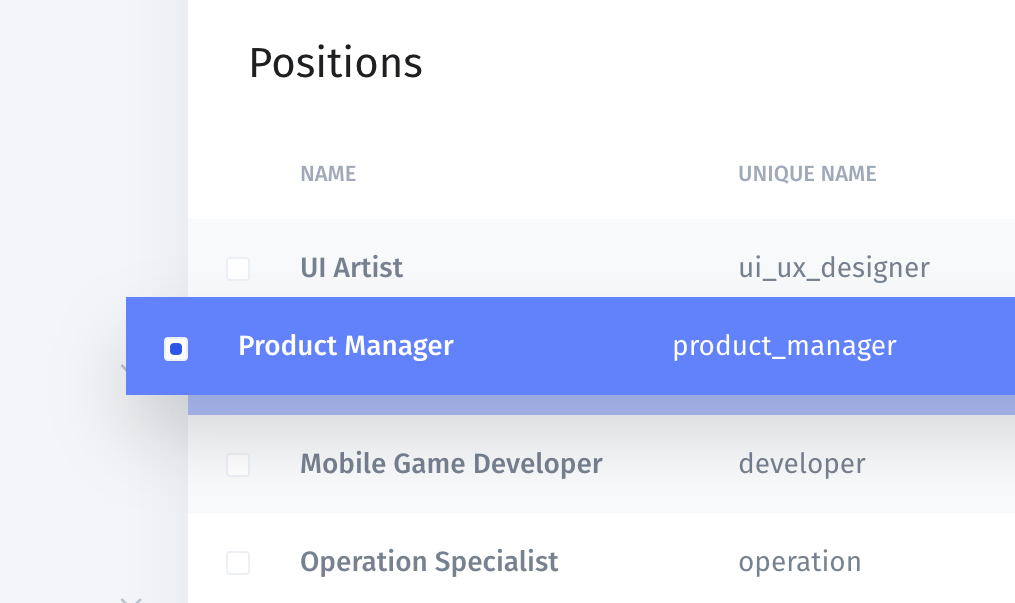 Positions
NAME UNIQUE NAME
UI Artist ui_ux_designer
Product Manager product_manager
Mobile Game Developer developer
Operation Specialist operation